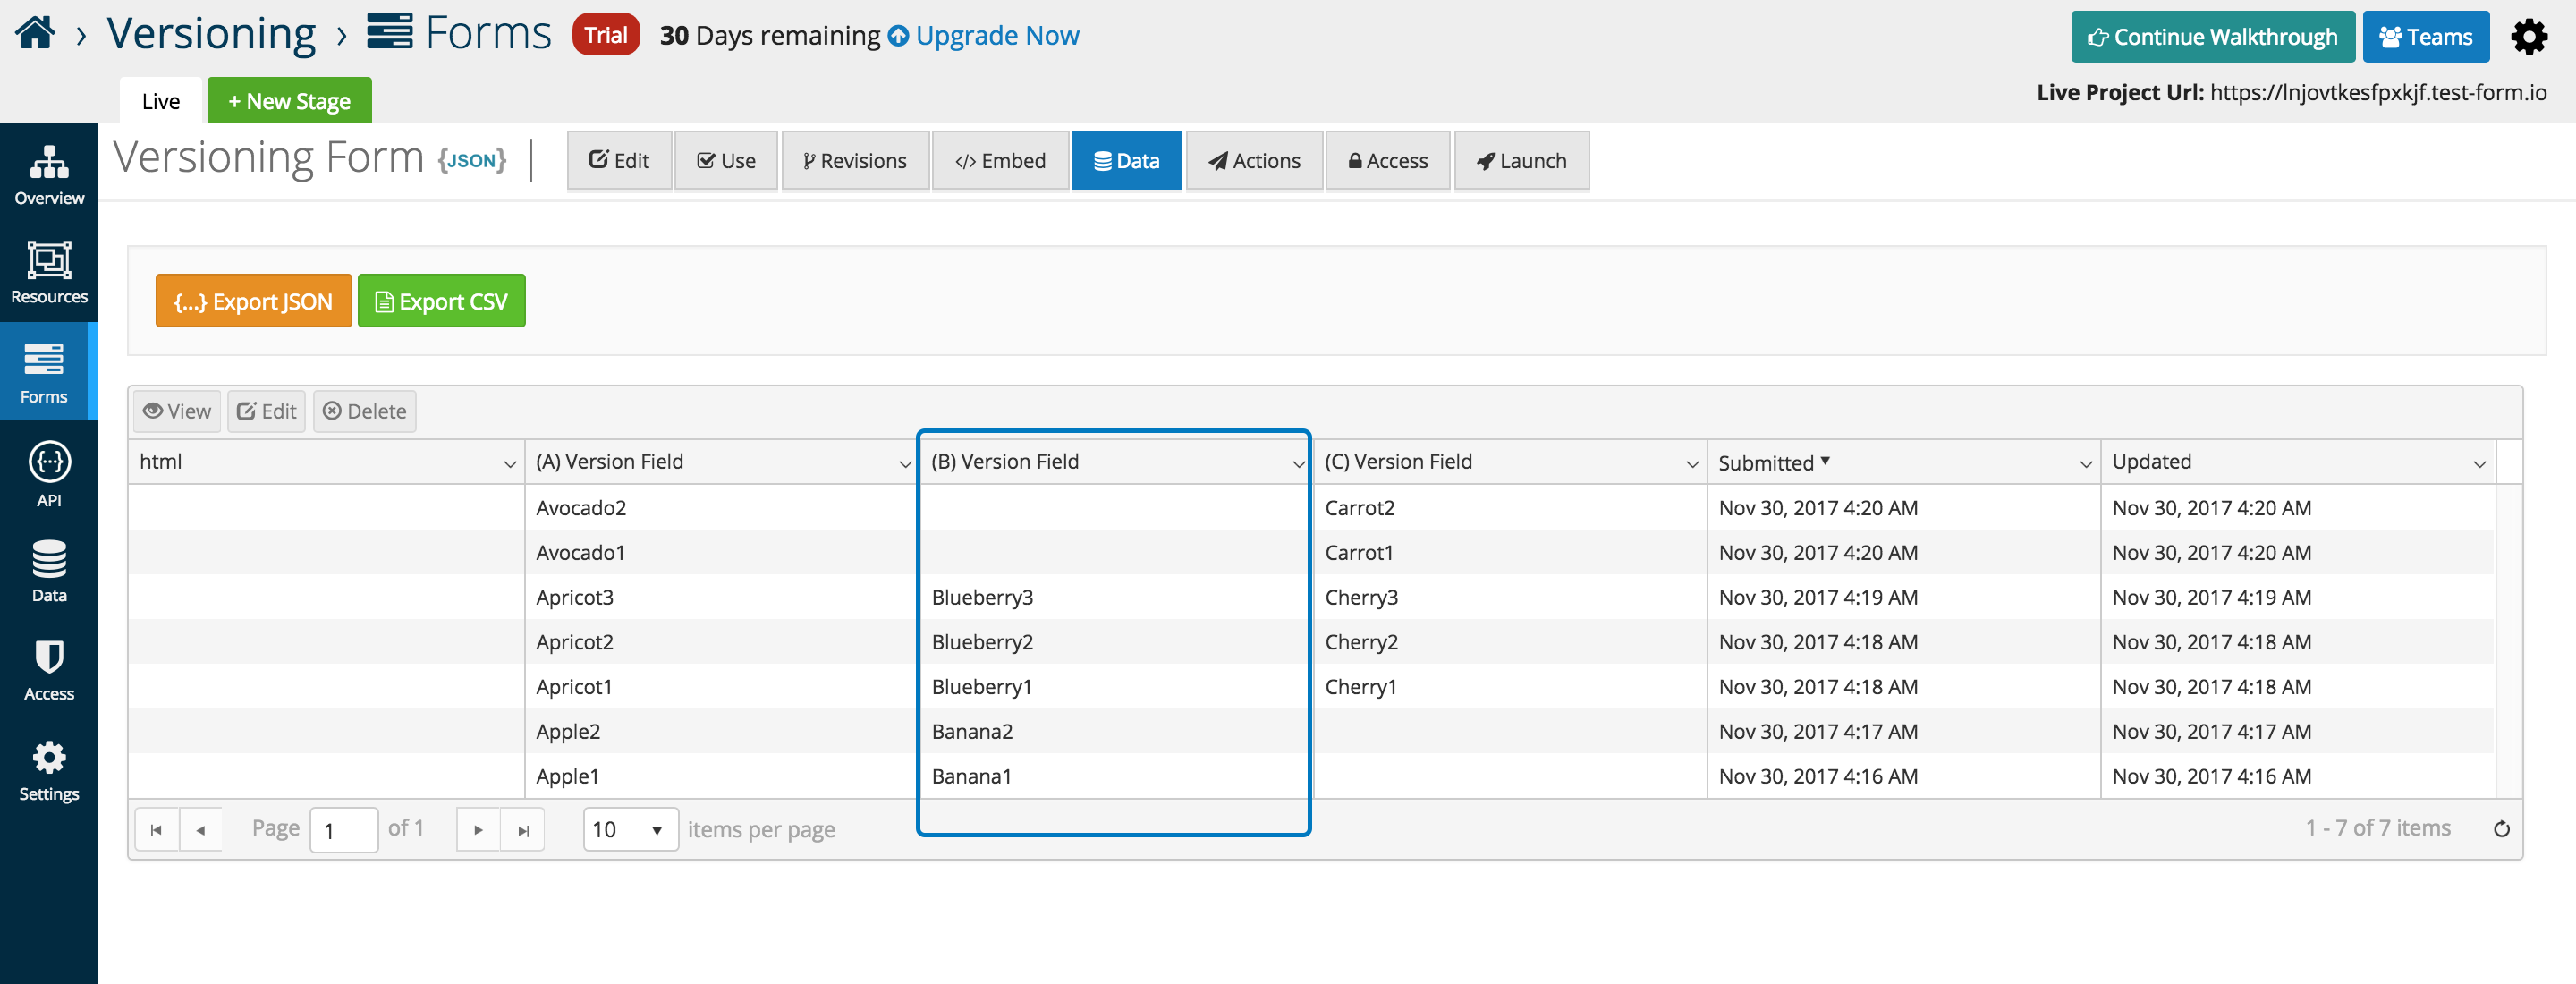 › Versioning › Forms Trial 30 Days remaining Upgrade Now Continue Walkthrough Teams
Live + New Stage Live Project Url: https://lnjovtkesfpxkjf.test-form.io
Versioning Form {JSON} | Edit Use Revisions </> Embed Data Actions Access Launch
Overview
Resources
Forms
API
Data
Access
Settings
{...} Export JSON Export CSV
View Edit Delete
html (A) Version Field (B) Version Field (C) Version Field Submitted ▼ Updated
Avocado2 Carrot2 Nov 30, 2017 4:20 AM Nov 30, 2017 4:20 AM
Avocado1 Carrot1 Nov 30, 2017 4:20 AM Nov 30, 2017 4:20 AM
Apricot3 Blueberry3 Cherry3 Nov 30, 2017 4:19 AM Nov 30, 2017 4:19 AM
Apricot2 Blueberry2 Cherry2 Nov 30, 2017 4:18 AM Nov 30, 2017 4:18 AM
Apricot1 Blueberry1 Cherry1 Nov 30, 2017 4:18 AM Nov 30, 2017 4:18 AM
Apple2 Banana2 Nov 30, 2017 4:17 AM Nov 30, 2017 4:17 AM
Apple1 Banana1 Nov 30, 2017 4:16 AM Nov 30, 2017 4:16 AM
Page 1 of 1 10 items per page 1 - 7 of 7 items